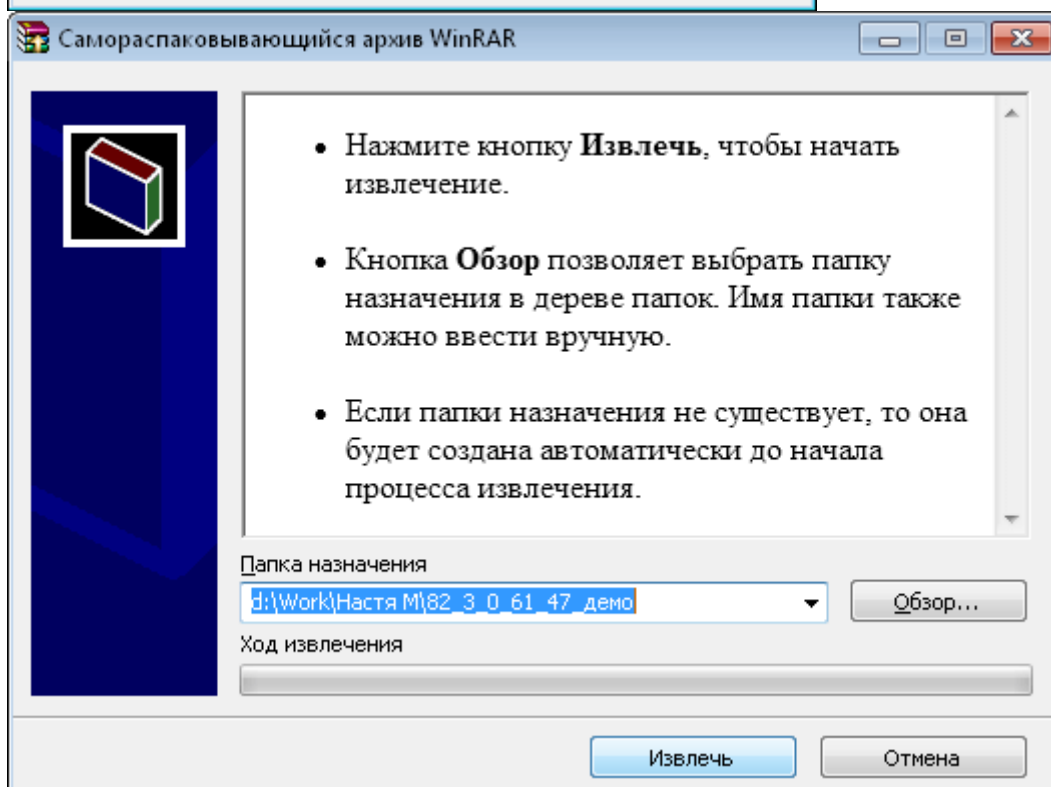 Самораспаковывающийся архив WinRAR
• Нажмите кнопку Извлечь, чтобы начать
извлечение.
• Кнопка Обзор позволяет выбрать папку
назначения в дереве папок. Имя папки также
можно ввести вручную.
• Если папки назначения не существует, то она
будет создана автоматически до начала
процесса извлечения.
Папка назначения
d:\Work\Настя М\82_3_0_61_47_демо
Обзор...
Ход извлечения
Извлечь
Отмена